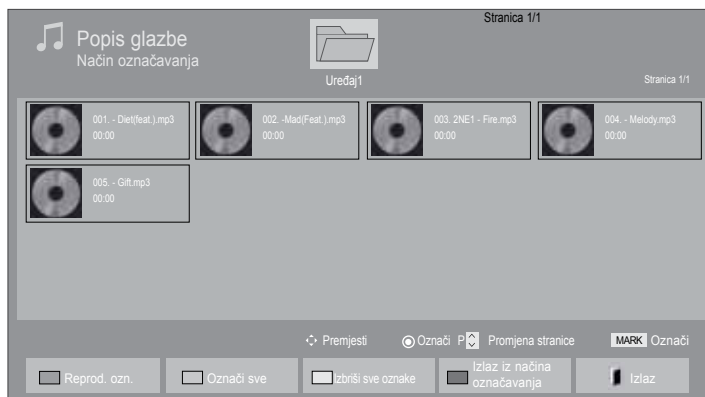 Stranica 1/1
Popis glazbe
Način označavanja
Uređaj1
Stranica 1/1
001. - Diet(feat.).mp3
00:00
002. -Mad(Feat.).mp3
00:00
003. 2NE1 - Fire.mp3
00:00
004. - Melody.mp3
00:00
005. - Gift.mp3
00:00
Premjesti Označi P Promjena stranice MARK Označi
Reprod. ozn. Označi sve Izbriši sve oznake Izlaz iz načina
označavanja Izlaz